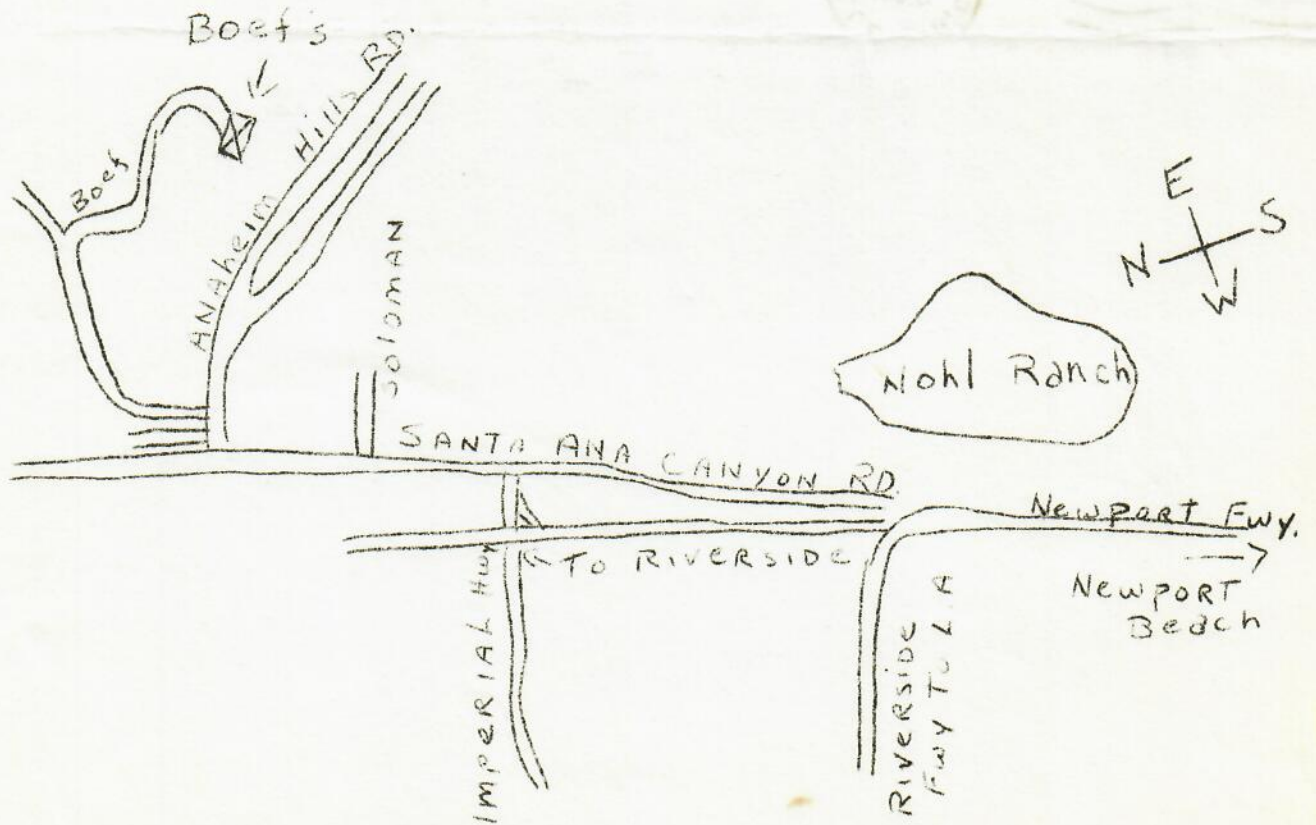 Boef's
ANAheim Hills RD.
Boef
SOlOMAN
E
N S
W
Nohl Ranch
SANTA ANA CANYON RD.
Newport Fwy.
TO RIVERSIDE
NewPORT
Beach
IMPERIAL Hwy
RIVERSIDE
Fwy To L A